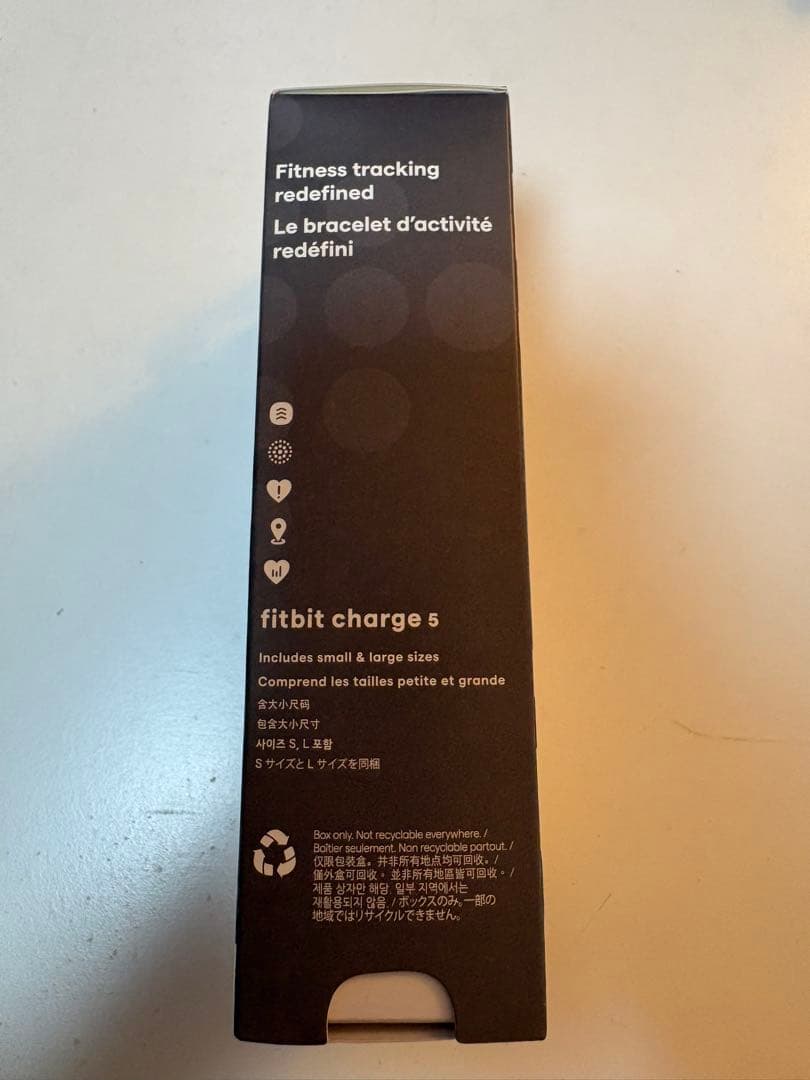 Fitness tracking
redefined
Le bracelet d'activité
redéfini
fitbit charge 5
Includes small & large sizes
Comprend les tailles petite et grande
含大小尺码
包含大小尺寸
사이즈 S, L 포함
S サイズと L サイズを同梱
Box only. Not recyclable everywhere. /
Boîtier seulement. Non recyclable partout. /
仅限包装盒。并非所有地点均可回收。/
僅外盒可回收。並非所有地區皆可回收。/
제품 상자만 해당. 일부 지역에서는
재활용되지 않음. / ボックスのみ。一部の
地域ではリサイクルできません。